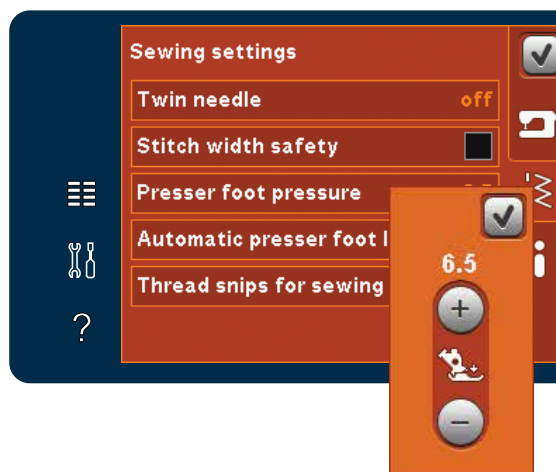 Sewing settings
Twin needle off
Stitch width safety
Presser foot pressure
Automatic presser foot
Thread snips for sewing
6.5
+
−
?